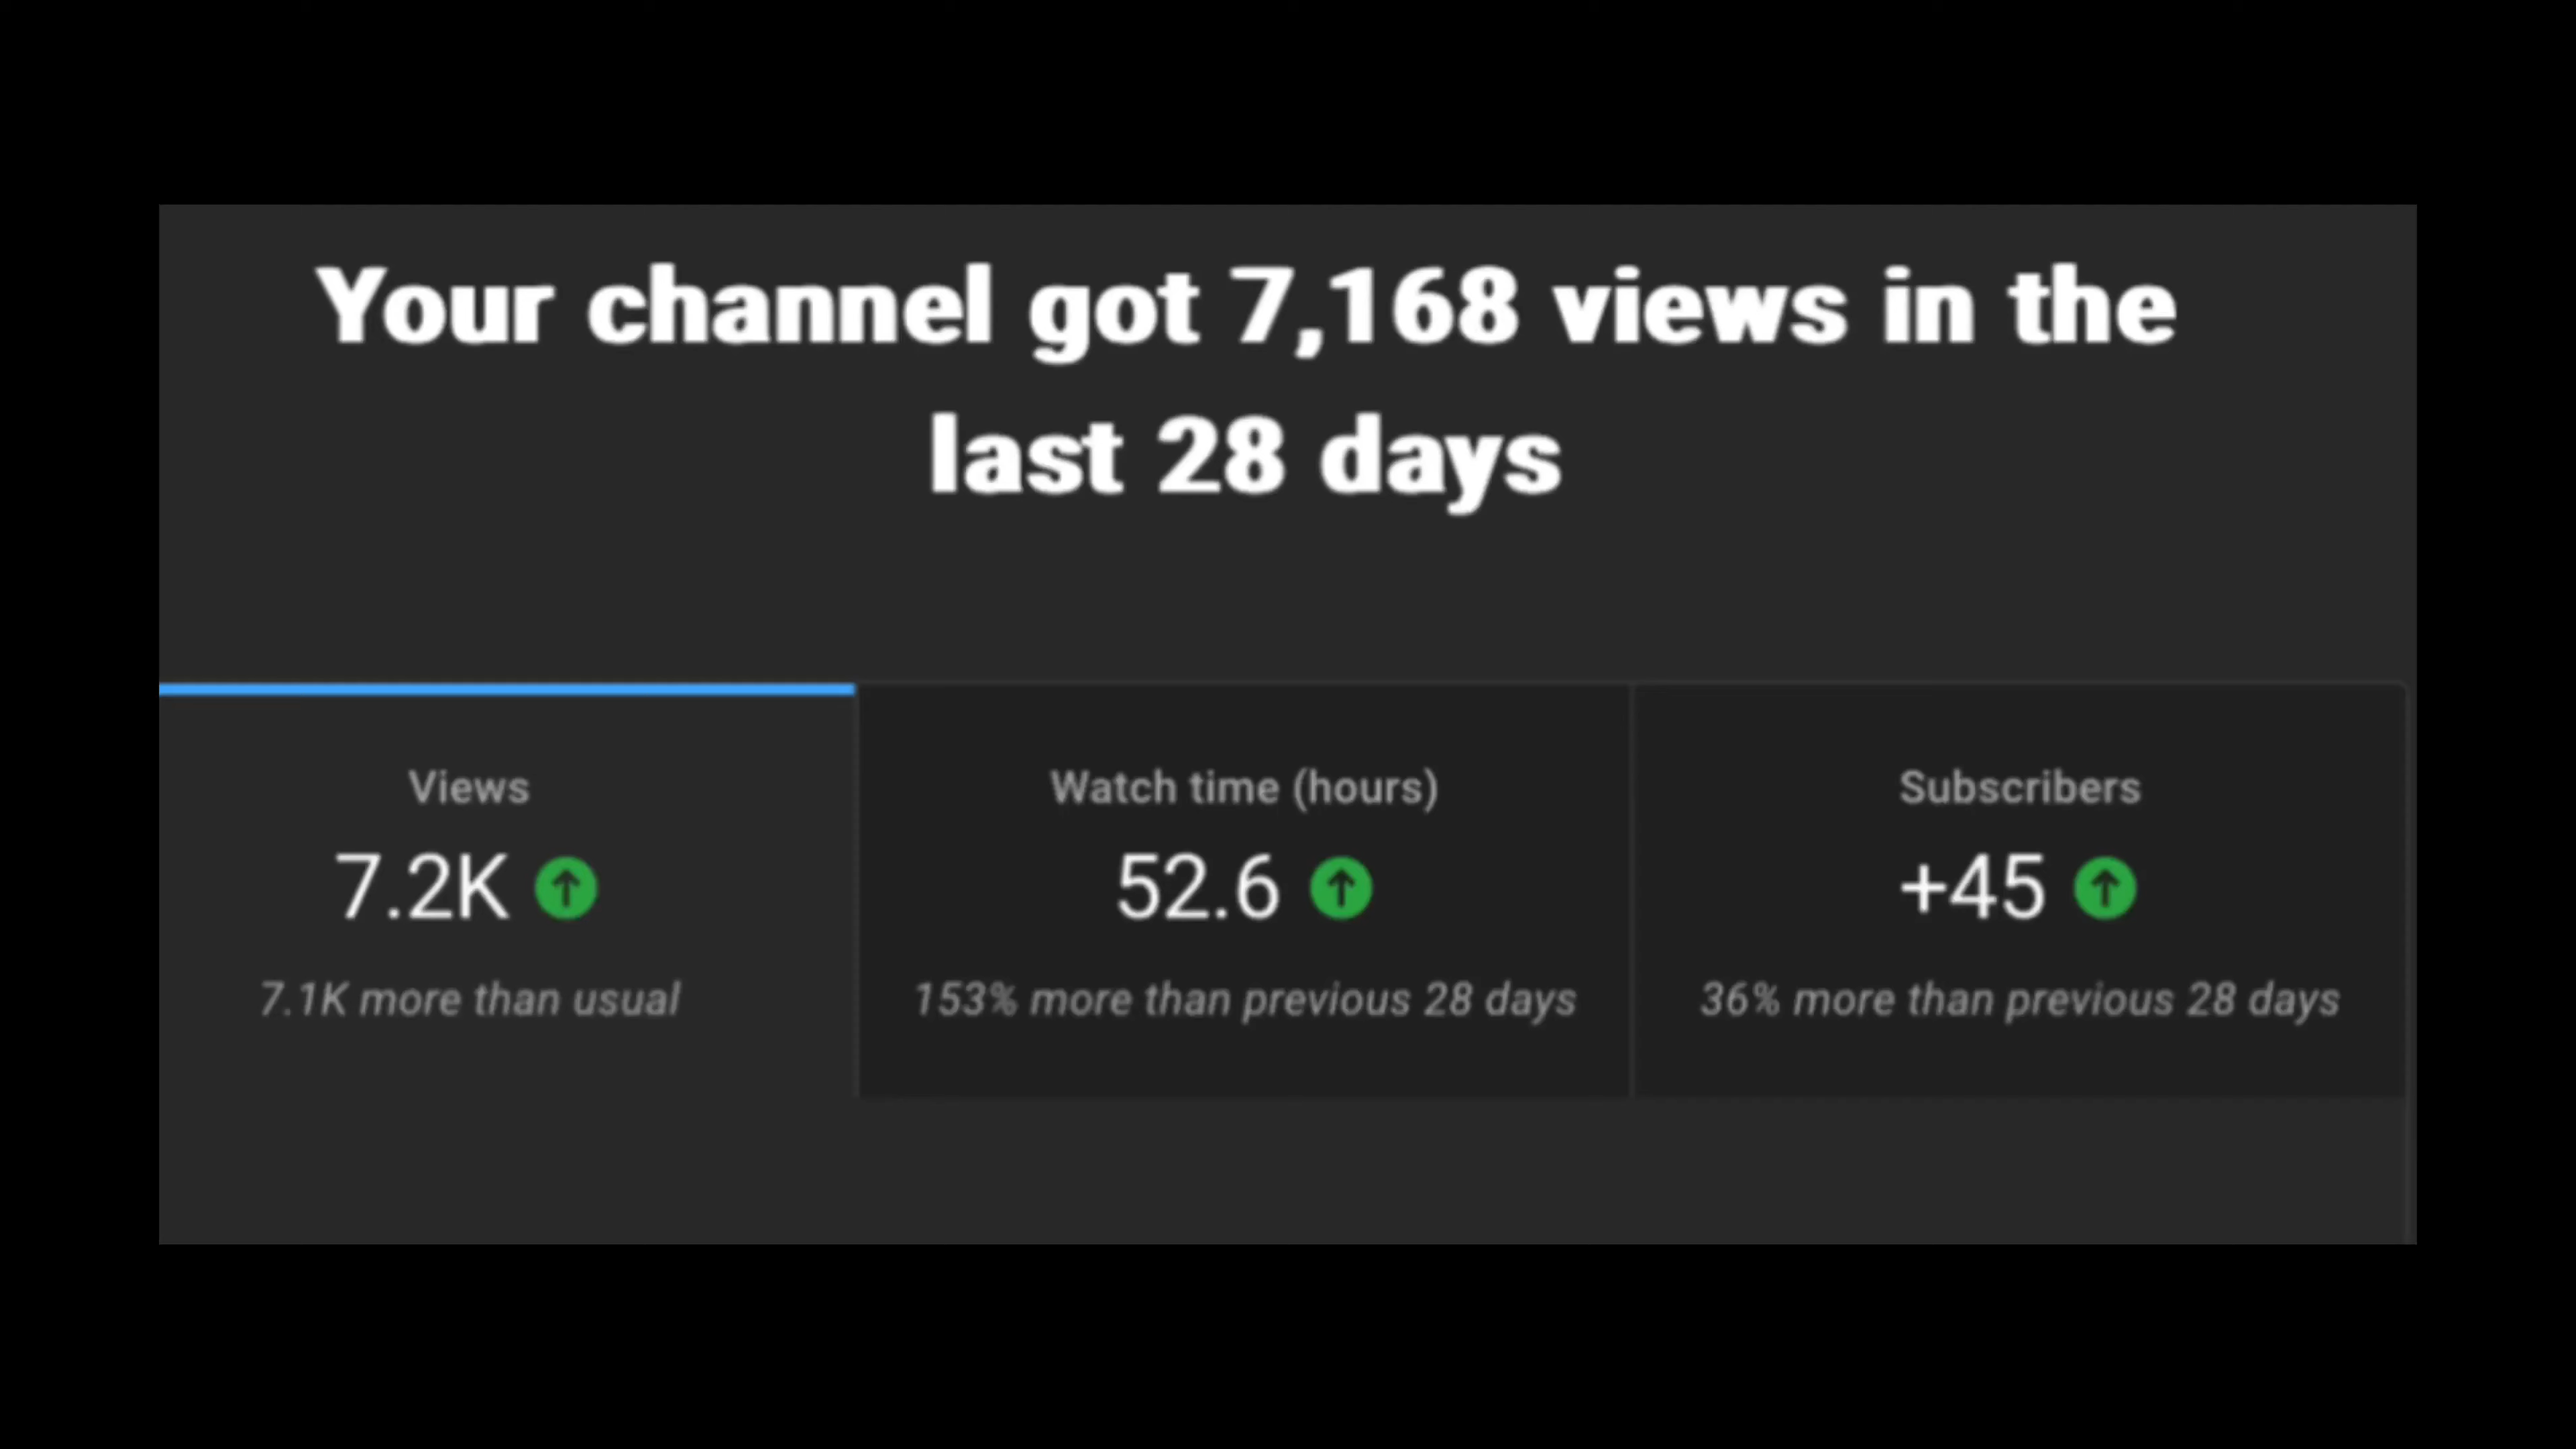 Your channel got 7,168 views in the
last 28 days
Views
7.2K
7.1K more than usual
Watch time (hours)
52.6
153% more than previous 28 days
Subscribers
+45
36% more than previous 28 days